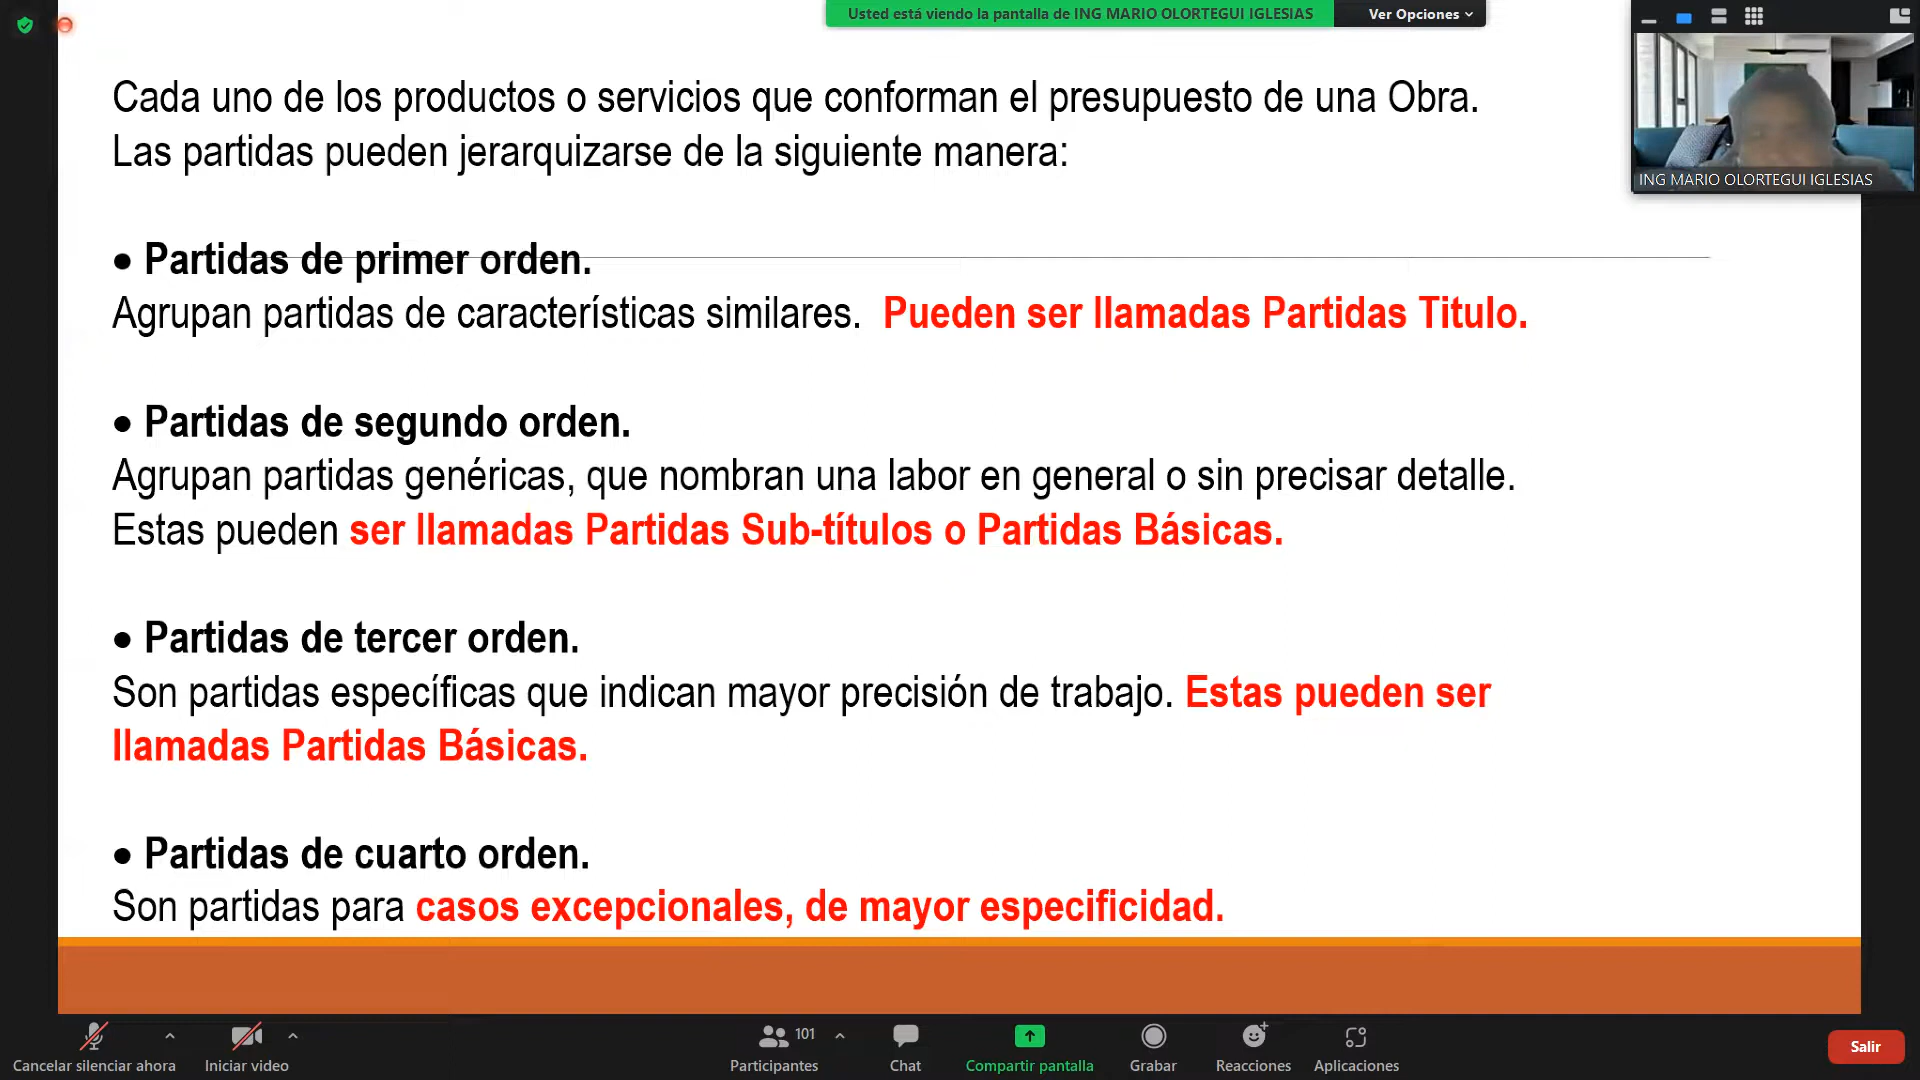 Usted está viendo la pantalla de ING MARIO OLORTEGUI IGLESIAS
Ver Opciones
ING MARIO OLORTEGUI IGLESIAS
Cada uno de los productos o servicios que conforman el presupuesto de una Obra.
Las partidas pueden jerarquizarse de la siguiente manera:
• Partidas de primer orden.
Agrupan partidas de características similares. Pueden ser llamadas Partidas Titulo.
• Partidas de segundo orden.
Agrupan partidas genéricas, que nombran una labor en general o sin precisar detalle.
Estas pueden ser llamadas Partidas Sub-títulos o Partidas Básicas.
• Partidas de tercer orden.
Son partidas específicas que indican mayor precisión de trabajo. Estas pueden ser
llamadas Partidas Básicas.
• Partidas de cuarto orden.
Son partidas para casos excepcionales, de mayor especificidad.
Cancelar silenciar ahora
Iniciar video
101
Participantes
Chat
Compartir pantalla
Grabar
Reacciones
Aplicaciones
Salir